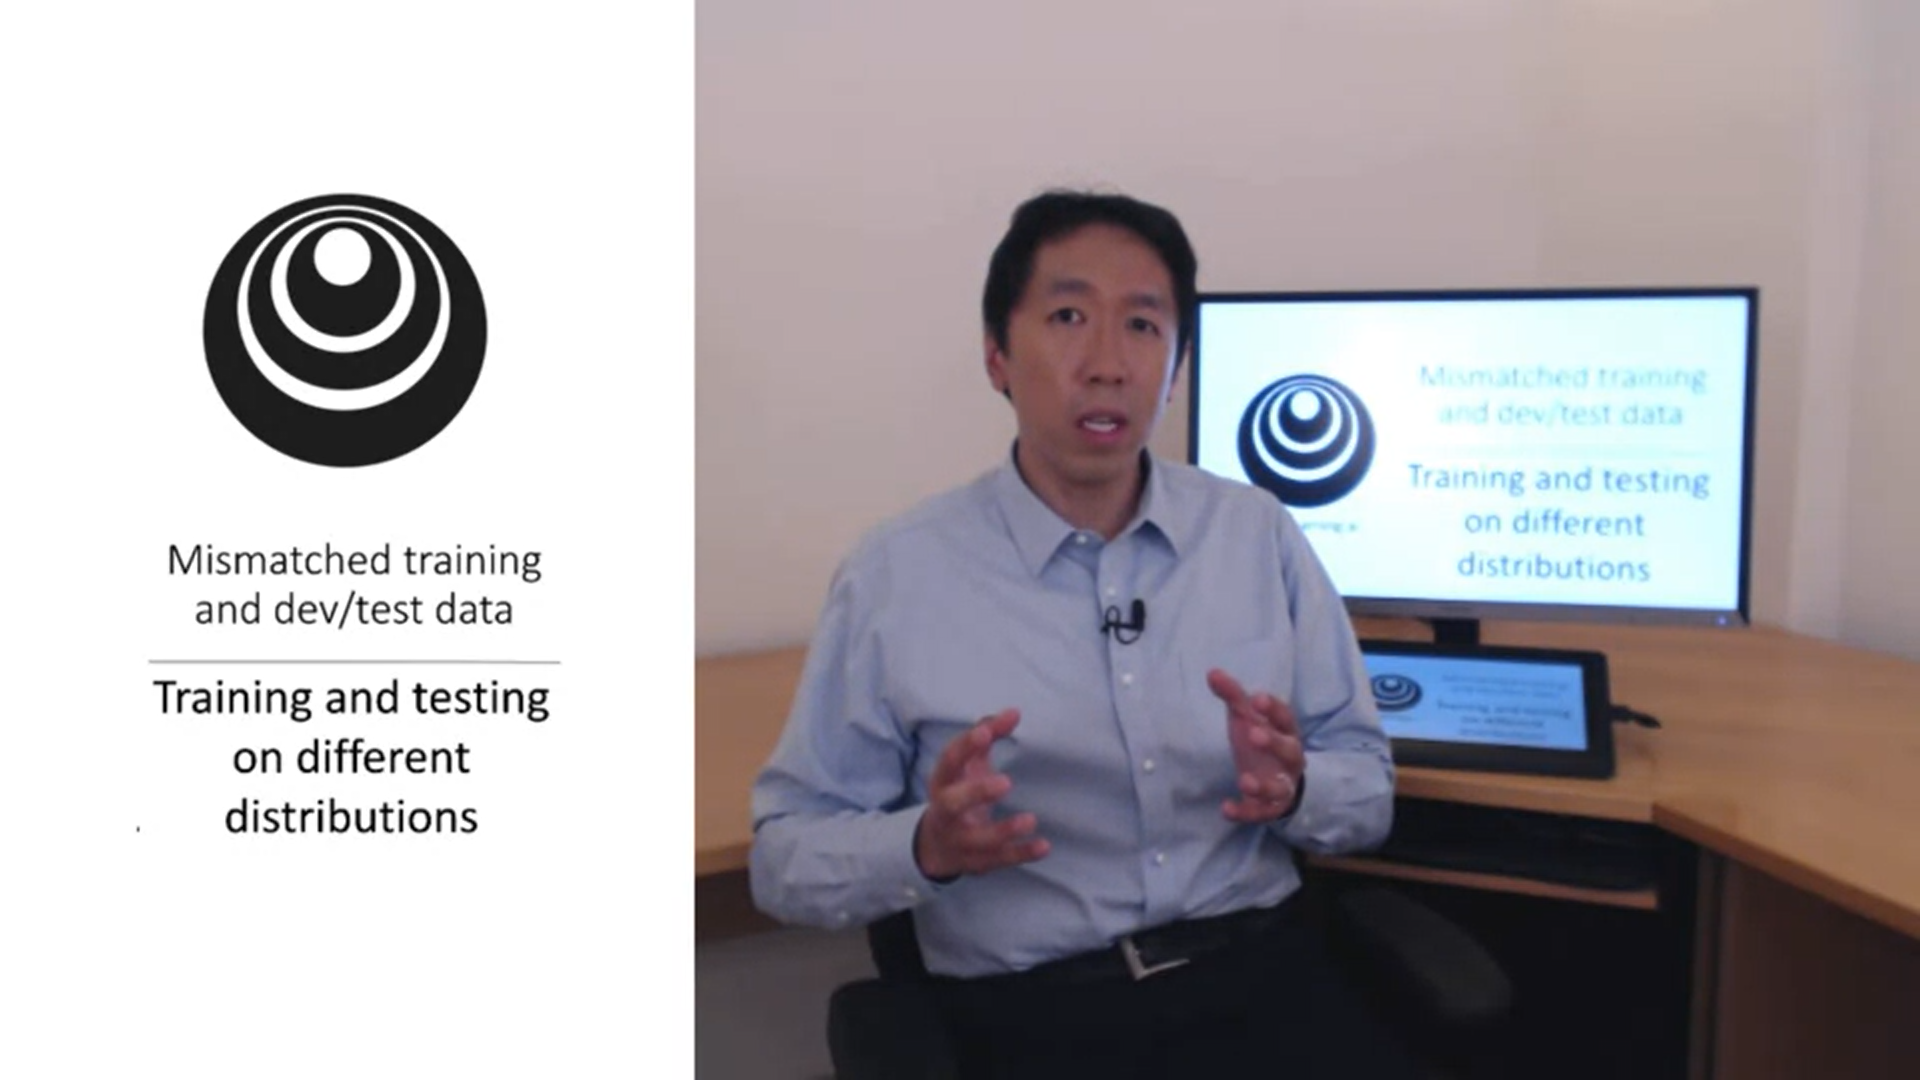 Mismatched training
and dev/test data
Training and testing
on different
distributions
Mismatched training
and dev/test data
Training and testing
on different
distributions